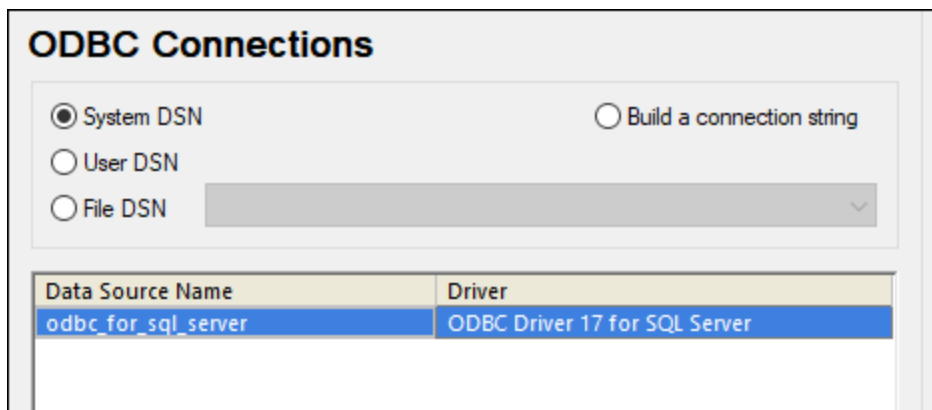 ODBC Connections
System DSN
Build a connection string
User DSN
File DSN
Data Source Name Driver
odbc_for_sql_server ODBC Driver 17 for SQL Server